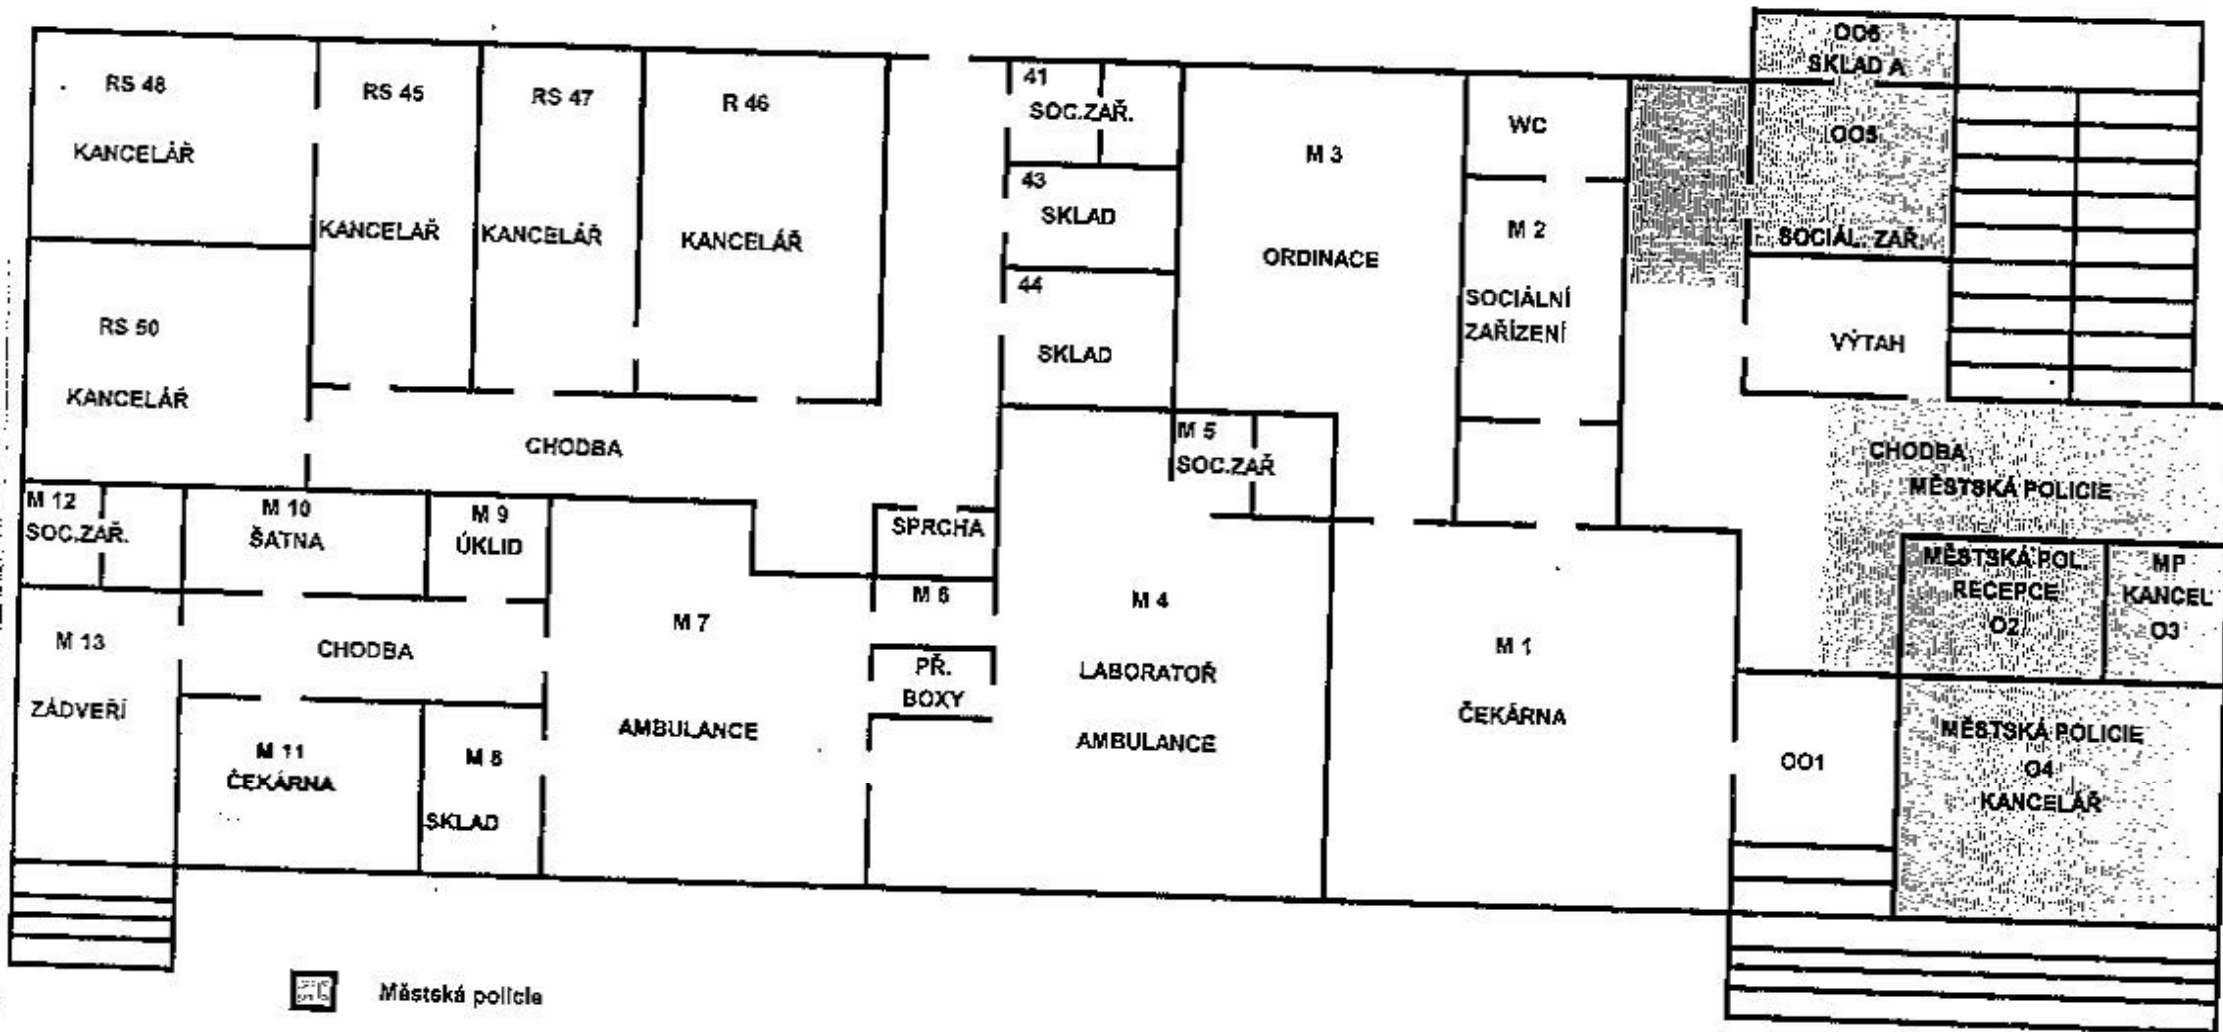 RS 48
KANCELÁŘ
RS 45
KANCELÁŘ
RS 47
KANCELÁŘ
R 46
KANCELÁŘ
41
SOC.ZAŘ.
43
SKLAD
44
SKLAD
M 3
ORDINACE
WC
M 2
SOCIÁLNÍ
ZAŘÍZENÍ
OO6
SKLAD A
OO5
SOCIÁL. ZAŘ.
VÝTAH
RS 50
KANCELÁŘ
CHODBA
M 5
SOC.ZAŘ
CHODBA
MĚSTSKÁ POLICIE
M 12
SOC.ZAŘ.
M 10
ŠATNA
M 9
ÚKLID
SPRCHA
M 6
PŘ.
BOXY
M 7
AMBULANCE
M 4
LABORATOŘ
AMBULANCE
M 1
ČEKÁRNA
MĚSTSKÁ POL.
RECEPCE
O2
MP
KANCEL
O3
M 13
ZÁDVEŘÍ
CHODBA
M 11
ČEKÁRNA
M 8
SKLAD
OO1
MĚSTSKÁ POLICIE
O4
KANCELÁŘ
Městská policie